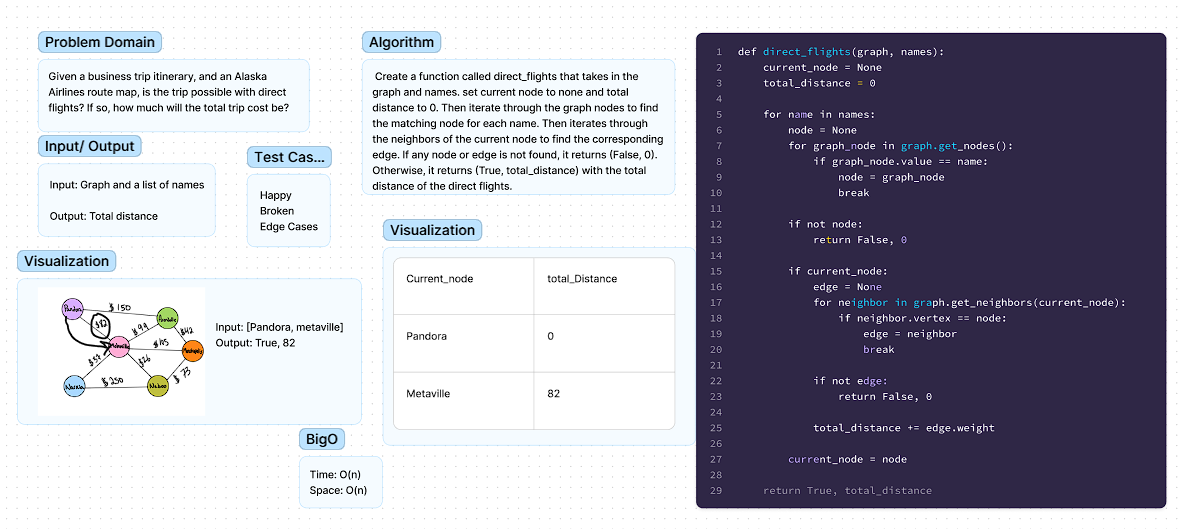 Problem Domain
Given a business trip itinerary, and an Alaska
Airlines route map, is the trip possible with direct
flights? If so, how much will the total trip cost be?
Input/ Output
Input: Graph and a list of names
Output: Total distance
Test Cas...
Happy
Broken
Edge Cases
Visualization
Pandora
$150
$82
$99
$42
Metroville
$105
$37
$26
$73
Narnia
$250
Naboo
Input: [Pandora, metaville]
Output: True, 82
BigO
Time: O(n)
Space: O(n)
Algorithm
Create a function called direct_flights that takes in the
graph and names. set current node to none and total
distance to 0. Then iterate through the graph nodes to find
the matching node for each name. Then iterates through
the neighbors of the current node to find the corresponding
edge. If any node or edge is not found, it returns (False, 0).
Otherwise, it returns (True, total_distance) with the total
distance of the direct flights.
Visualization
Current_node total_Distance
Pandora 0
Metaville 82
1 def direct_flights(graph, names):
2 current_node = None
3 total_distance = 0
4
5 for name in names:
6 node = None
7 for graph_node in graph.get_nodes():
8 if graph_node.value == name:
9 node = graph_node
10 break
11
12 if not node:
13 return False, 0
14
15 if current_node:
16 edge = None
17 for neighbor in graph.get_neighbors(current_node):
18 if neighbor.vertex == node:
19 edge = neighbor
20 break
21
22 if not edge:
23 return False, 0
24
25 total_distance += edge.weight
26
27 current_node = node
28
29 return True, total_distance